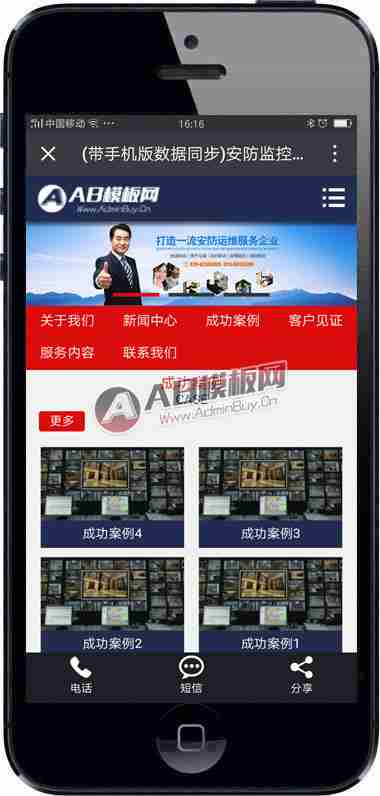 中国移动 ··· 16:16
(带手机版数据同步)安防监控...
AB模板网
Www.AdminBuy.Cn
打造一流安防运维服务企业
关于我们 新闻中心 成功案例 客户见证
服务内容 联系我们
成功案例
CASE
AB模板网
Www.AdminBuy.Cn
更多
成功案例4 成功案例3
成功案例2 成功案例1
电话 短信 分享